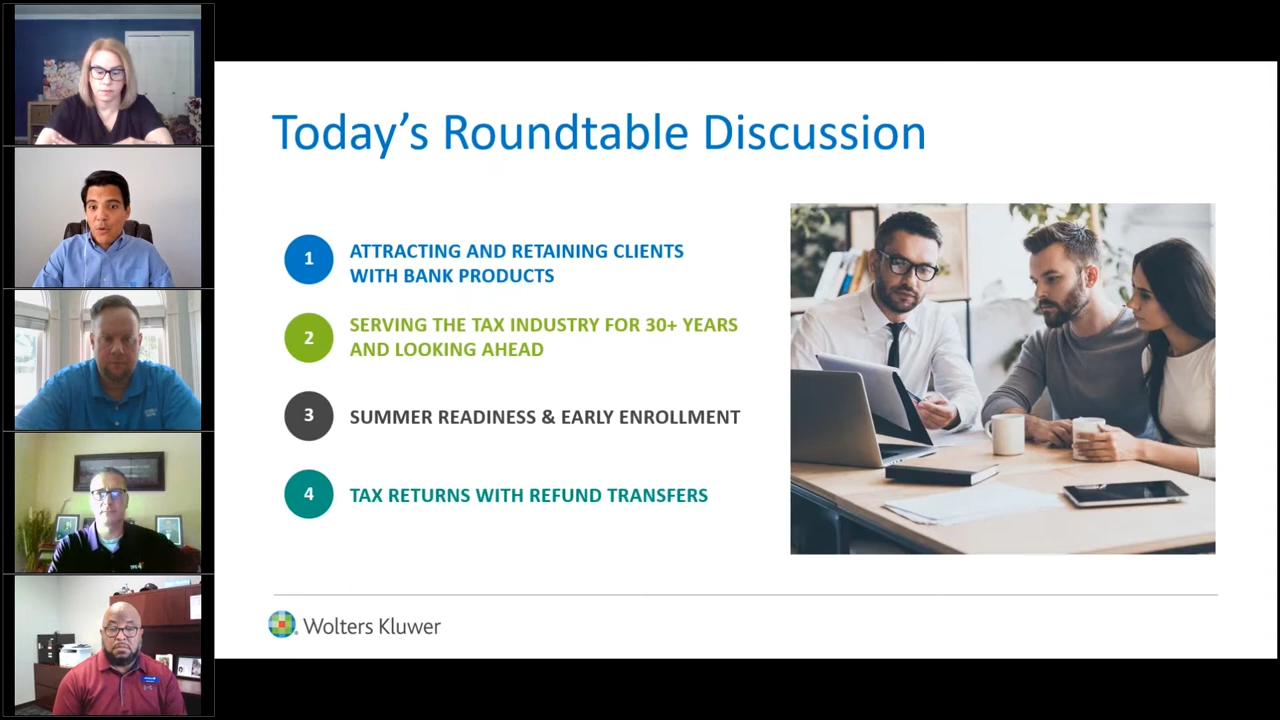 Today’s Roundtable Discussion
1
ATTRACTING AND RETAINING CLIENTS
WITH BANK PRODUCTS
2
SERVING THE TAX INDUSTRY FOR 30+ YEARS
AND LOOKING AHEAD
3
SUMMER READINESS & EARLY ENROLLMENT
4
TAX RETURNS WITH REFUND TRANSFERS
Wolters Kluwer